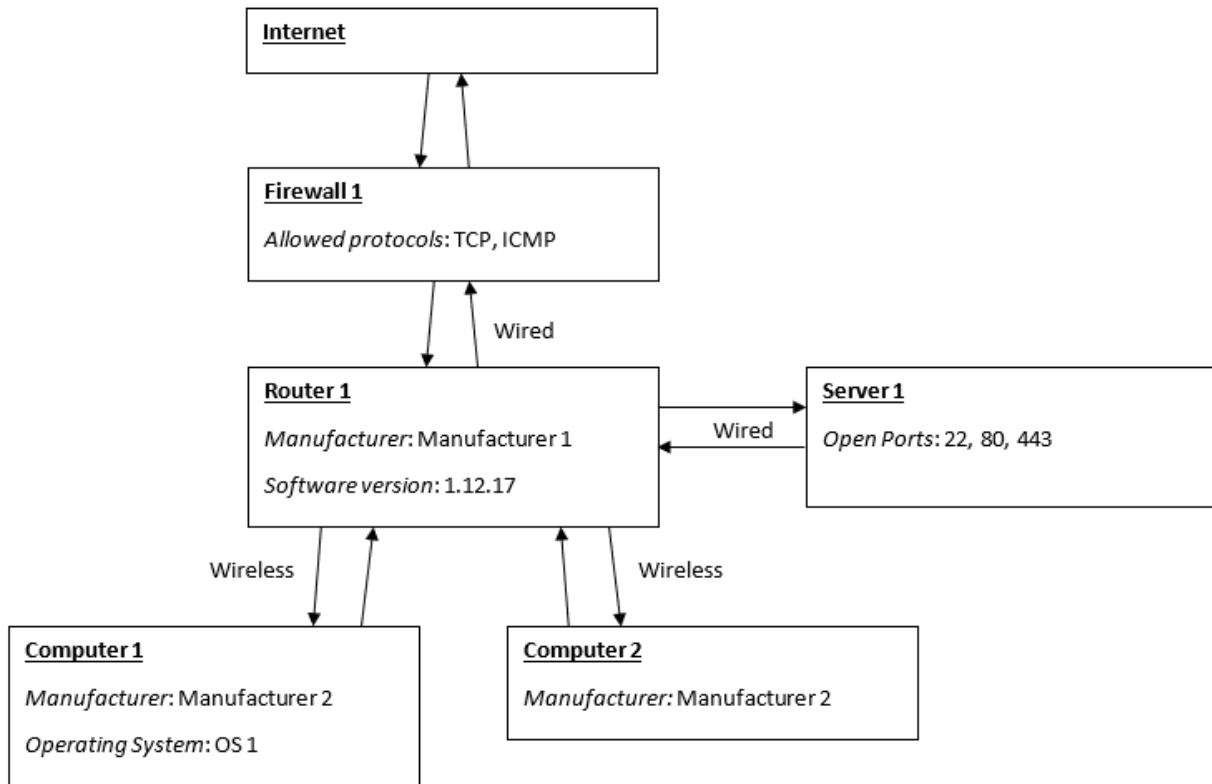 Internet
Firewall 1
Allowed protocols: TCP, ICMP
Wired
Router 1
Manufacturer: Manufacturer 1
Software version: 1.12.17
Wired
Server 1
Open Ports: 22, 80, 443
Wireless
Wireless
Computer 1
Manufacturer: Manufacturer 2
Operating System: OS 1
Computer 2
Manufacturer: Manufacturer 2